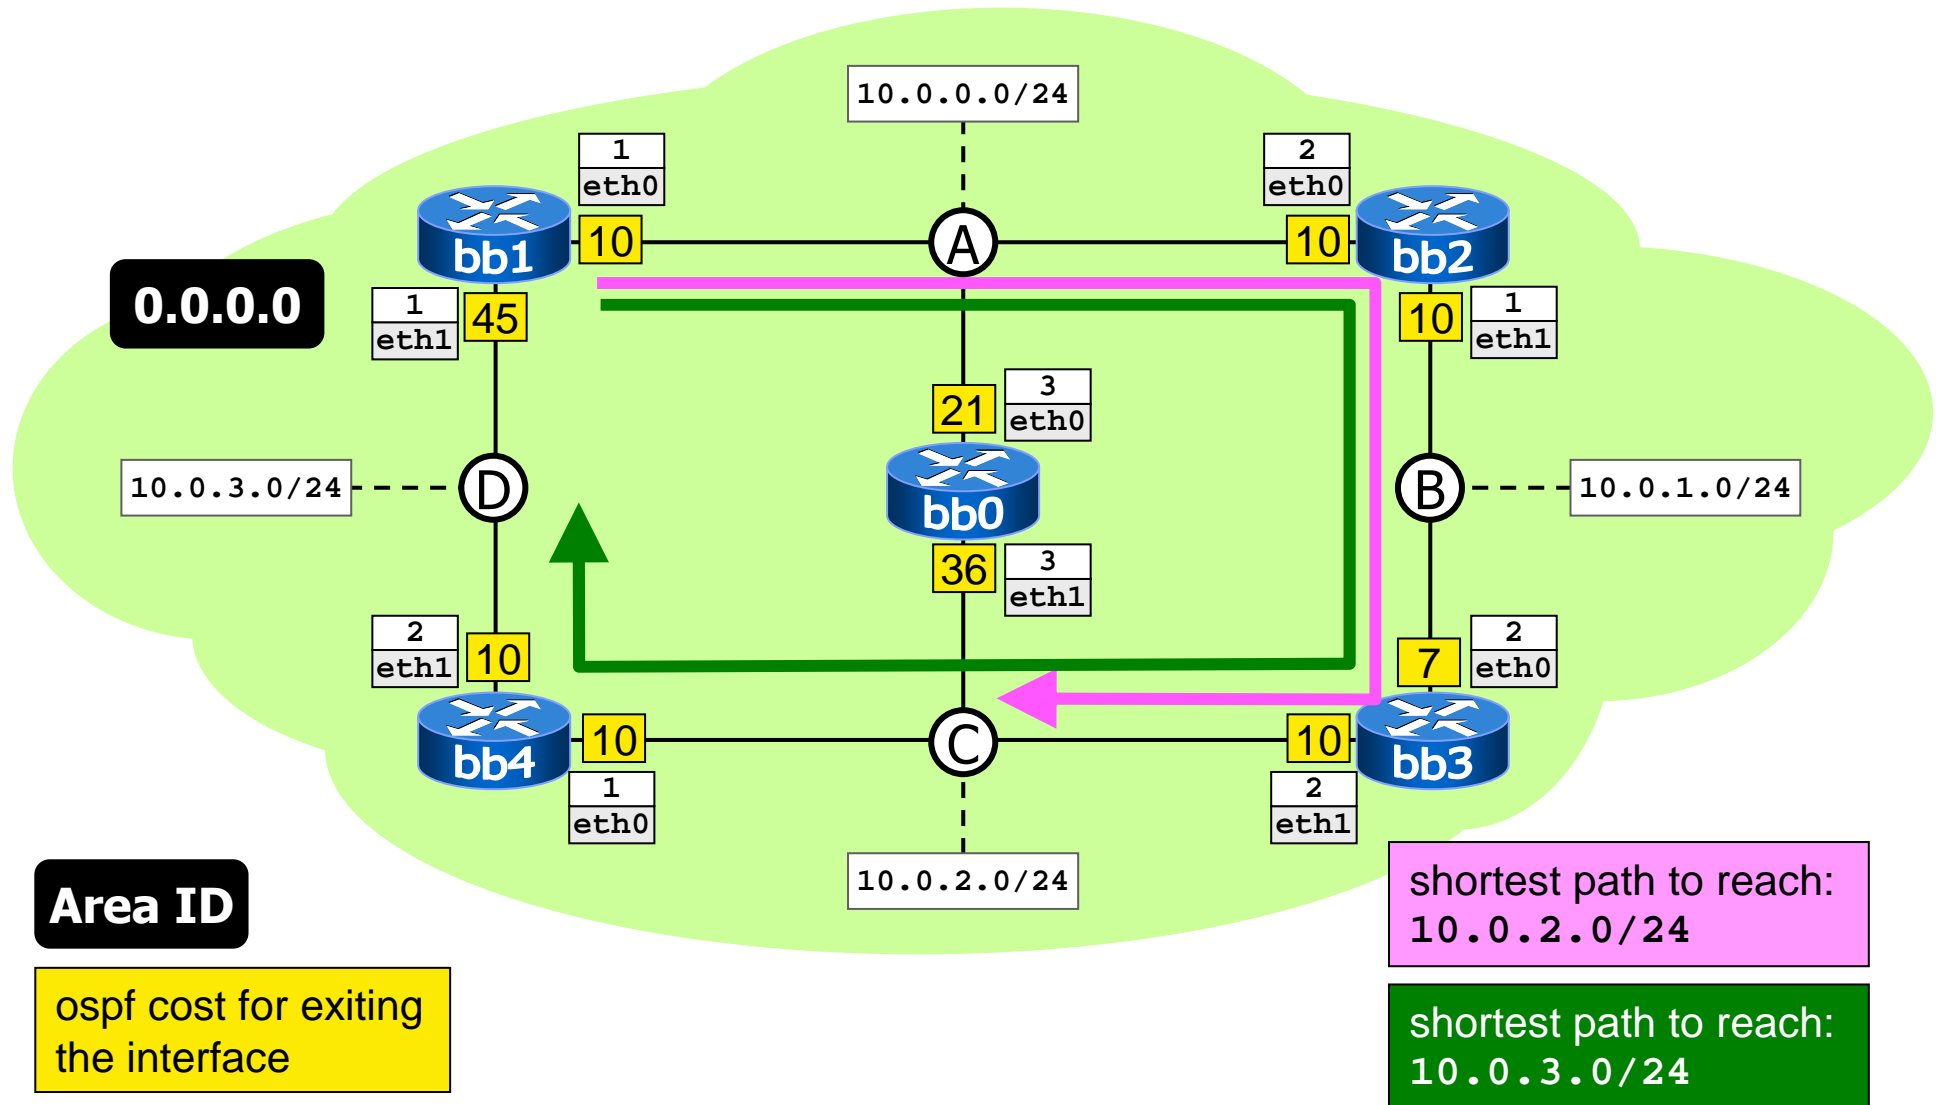 10.0.0.0/24
1
eth0
2
eth0
bb1
10
A
10
bb2
0.0.0.0
1
eth1
45
10
1
eth1
21
3
eth0
10.0.3.0/24
D
bb0
B
10.0.1.0/24
36
3
eth1
2
eth1
10
7
2
eth0
bb4
10
C
10
bb3
1
eth0
2
eth1
10.0.2.0/24
Area ID
ospf cost for exiting
the interface
shortest path to reach:
10.0.2.0/24
shortest path to reach:
10.0.3.0/24